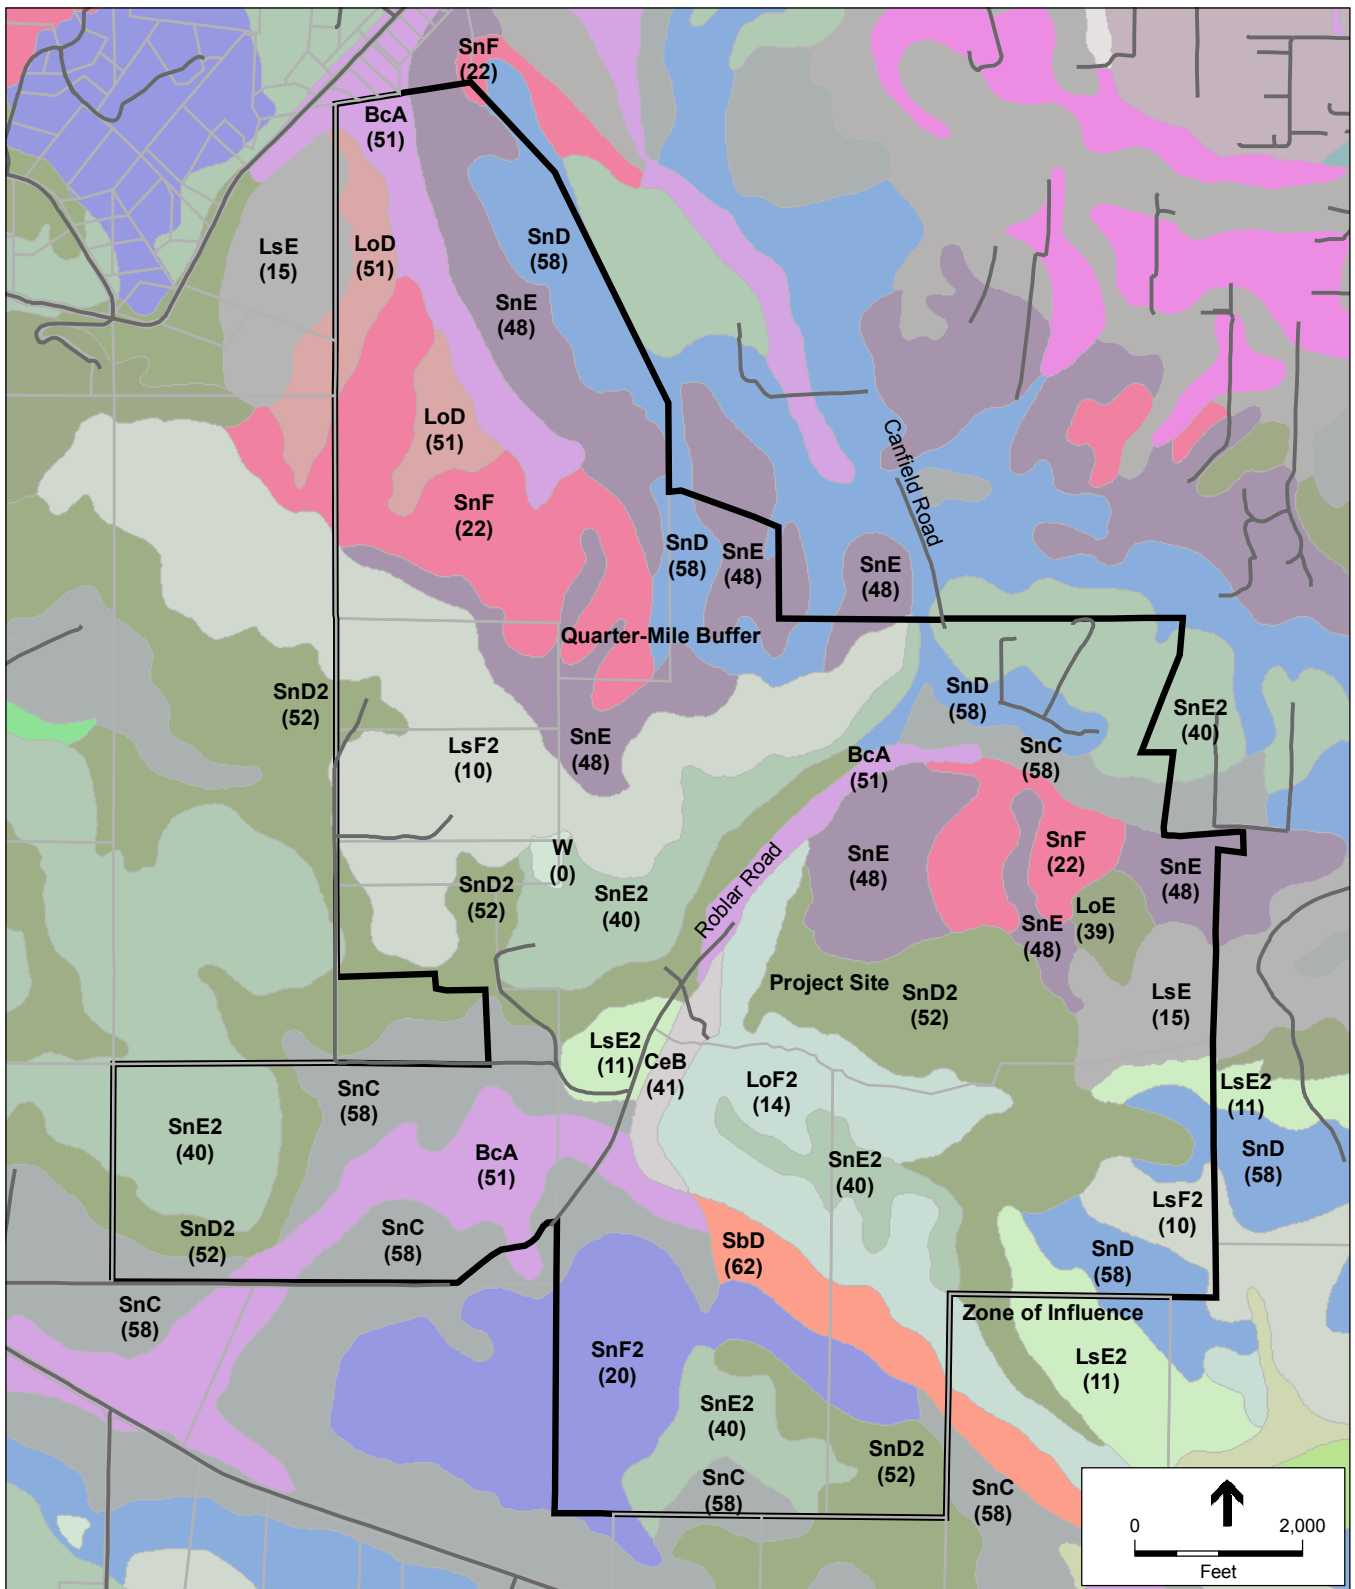 SnF
(22)
BcA
(51)
LsE
(15)
LoD
(51)
SnD
(58)
SnE
(48)
LoD
(51)
Canfield Road
SnF
(22)
SnD
(58)
SnE
(48)
SnE
(48)
Quarter-Mile Buffer
SnD2
(52)
SnD
(58)
SnE2
(40)
LsF2
(10)
SnE
(48)
BcA
(51)
SnC
(58)
W
(0)
SnE
(48)
SnF
(22)
SnE
(48)
SnD2
(52)
SnE2
(40)
Roblar Road
LoE
(39)
SnE
(48)
Project Site
SnD2
(52)
LsE
(15)
LsE2
(11)
CeB
(41)
LoF2
(14)
LsE2
(11)
SnC
(58)
SnE2
(40)
BcA
(51)
SnE2
(40)
SnD
(58)
LsF2
(10)
SnD2
(52)
SnC
(58)
SbD
(62)
SnD
(58)
SnC
(58)
Zone of Influence
SnF2
(20)
LsE2
(11)
SnE2
(40)
SnD2
(52)
SnC
(58)
SnC
(58)
0 2,000
Feet